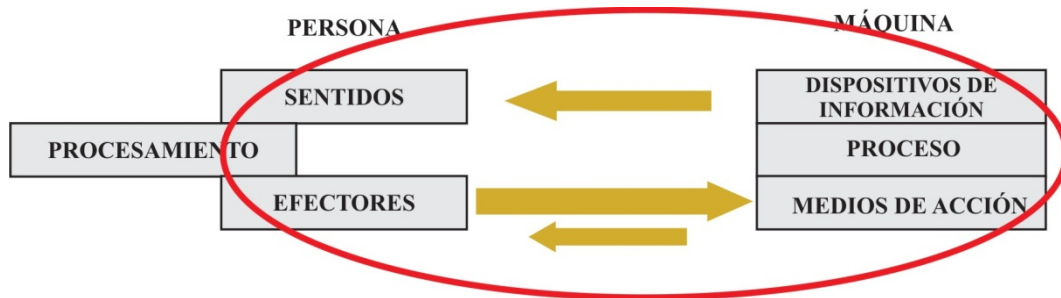 PERSONA
MÁQUINA
SENTIDOS
DISPOSITIVOS DE
INFORMACIÓN
PROCESAMIENTO
PROCESO
EFECTORES
MEDIOS DE ACCIÓN